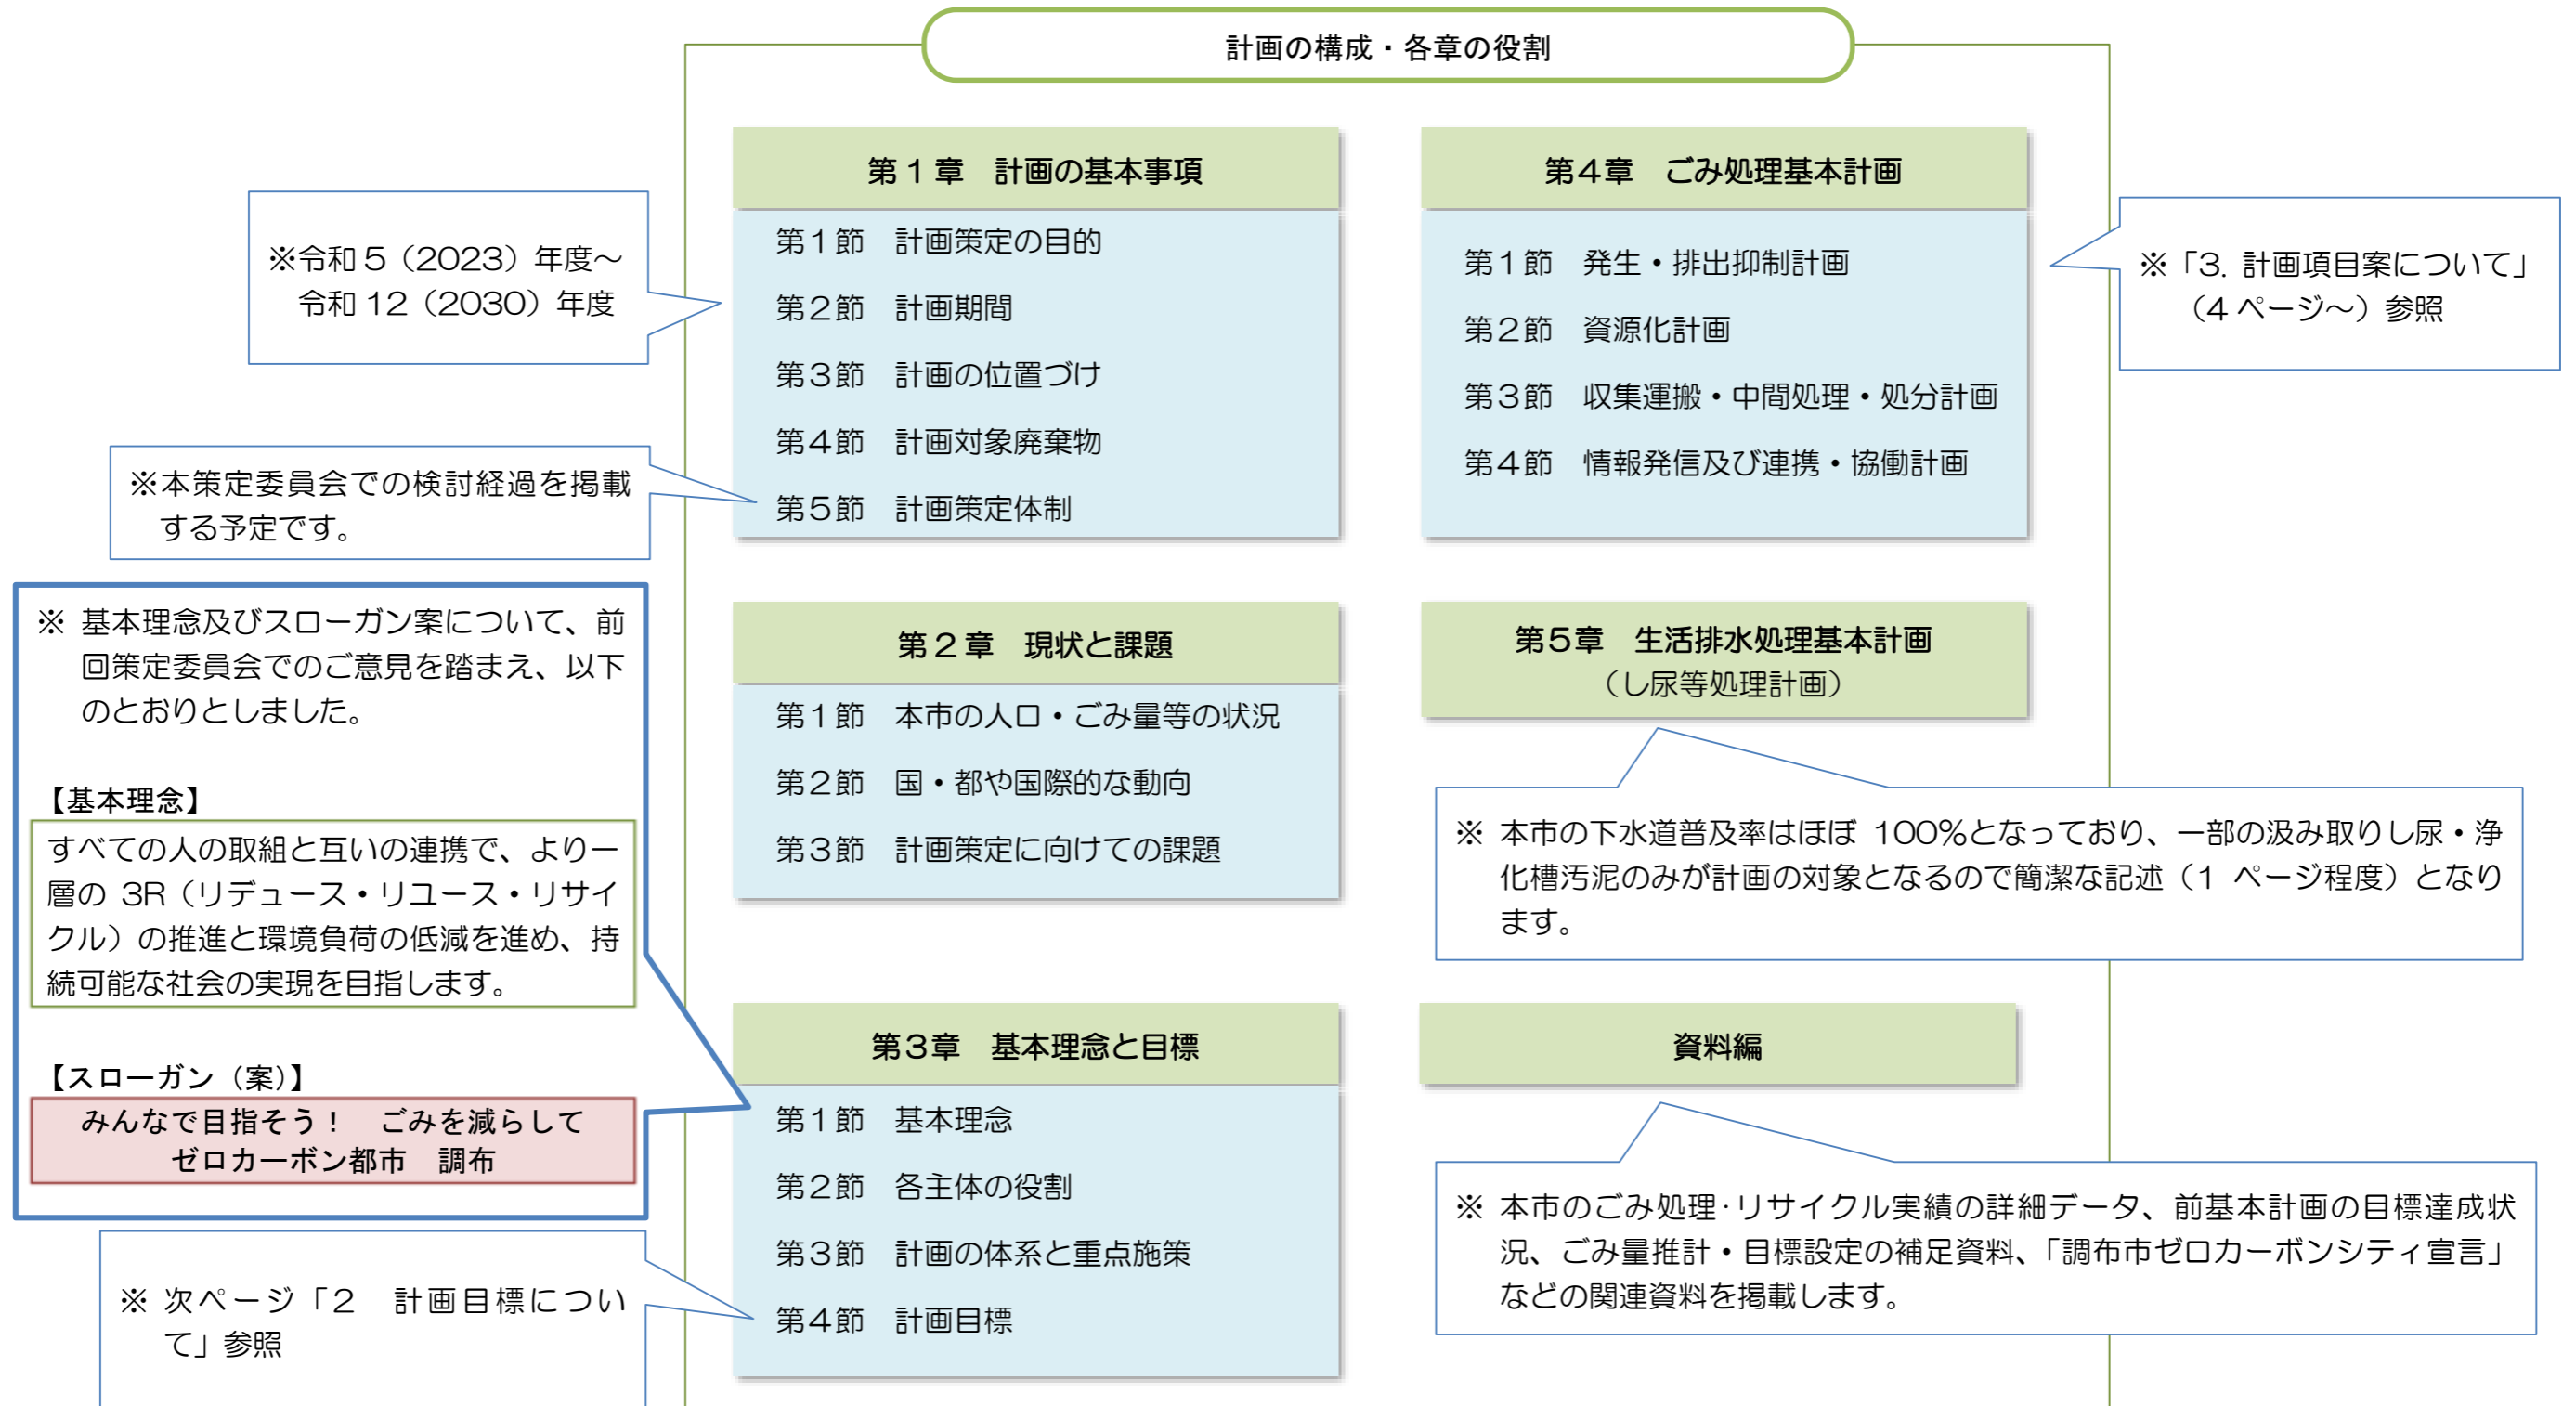 計画の構成・各章の役割
第1章　計画の基本事項
第1節　計画策定の目的
第2節　計画期間
第3節　計画の位置づけ
第4節　計画対象廃棄物
第5節　計画策定体制
※令和5（2023）年度～
令和12（2030）年度
※本策定委員会での検討経過を掲載
する予定です。
第2章　現状と課題
第1節　本市の人口・ごみ量等の状況
第2節　国・都や国際的な動向
第3節　計画策定に向けての課題
※ 基本理念及びスローガン案について、前
回策定委員会でのご意見を踏まえ、以下
のとおりとしました。
【基本理念】
すべての人の取組と互いの連携で、より一
層の 3R（リデュース・リユース・リサイ
クル）の推進と環境負荷の低減を進め、持
続可能な社会の実現を目指します。
【スローガン（案）】
みんなで目指そう！　ごみを減らして
ゼロカーボン都市　調布
第3章　基本理念と目標
第1節　基本理念
第2節　各主体の役割
第3節　計画の体系と重点施策
第4節　計画目標
※ 次ページ「2　計画目標につい
て」参照
第4章　ごみ処理基本計画
第1節　発生・排出抑制計画
第2節　資源化計画
第3節　収集運搬・中間処理・処分計画
第4節　情報発信及び連携・協働計画
※「3. 計画項目案について」
（4 ページ～）参照
第5章　生活排水処理基本計画
（し尿等処理計画）
※ 本市の下水道普及率はほぼ 100％となっており、一部の汲み取りし尿・浄
化槽汚泥のみが計画の対象となるので簡潔な記述（1 ページ程度）となり
ます。
資料編
※ 本市のごみ処理・リサイクル実績の詳細データ、前基本計画の目標達成状
況、ごみ量推計・目標設定の補足資料、「調布市ゼロカーボンシティ宣言」
などの関連資料を掲載します。